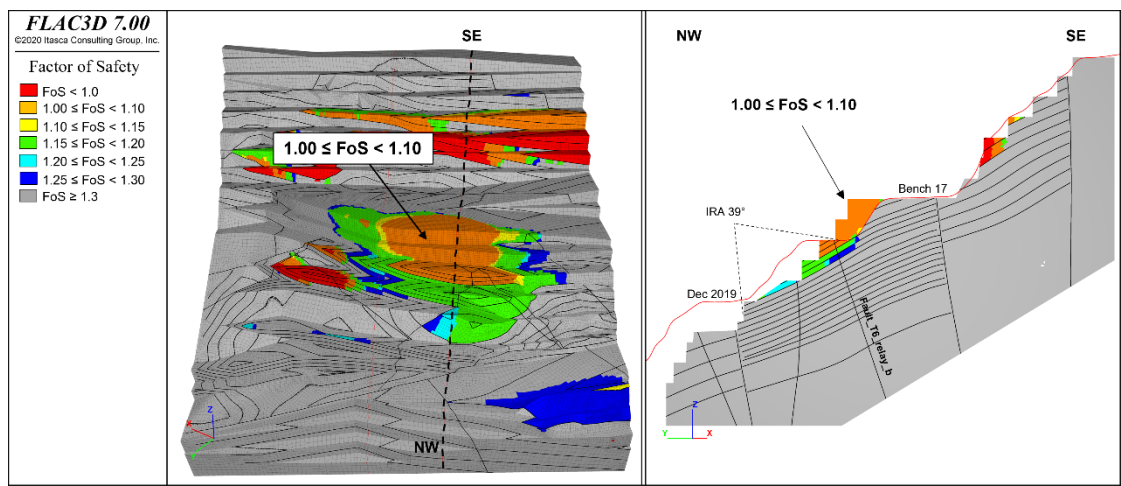 FLAC3D 7.00
©2020 Itasca Consulting Group, Inc.
Factor of Safety
FoS < 1.0
1.00 ≤ FoS < 1.10
1.10 ≤ FoS < 1.15
1.15 ≤ FoS < 1.20
1.20 ≤ FoS < 1.25
1.25 ≤ FoS < 1.30
FoS ≥ 1.3
SE
1.00 ≤ FoS < 1.10
NW
Z
X
Y
NW
SE
1.00 ≤ FoS < 1.10
Bench 17
IRA 39°
Dec 2019
Fault_T6_relay_b
Z
Y
X